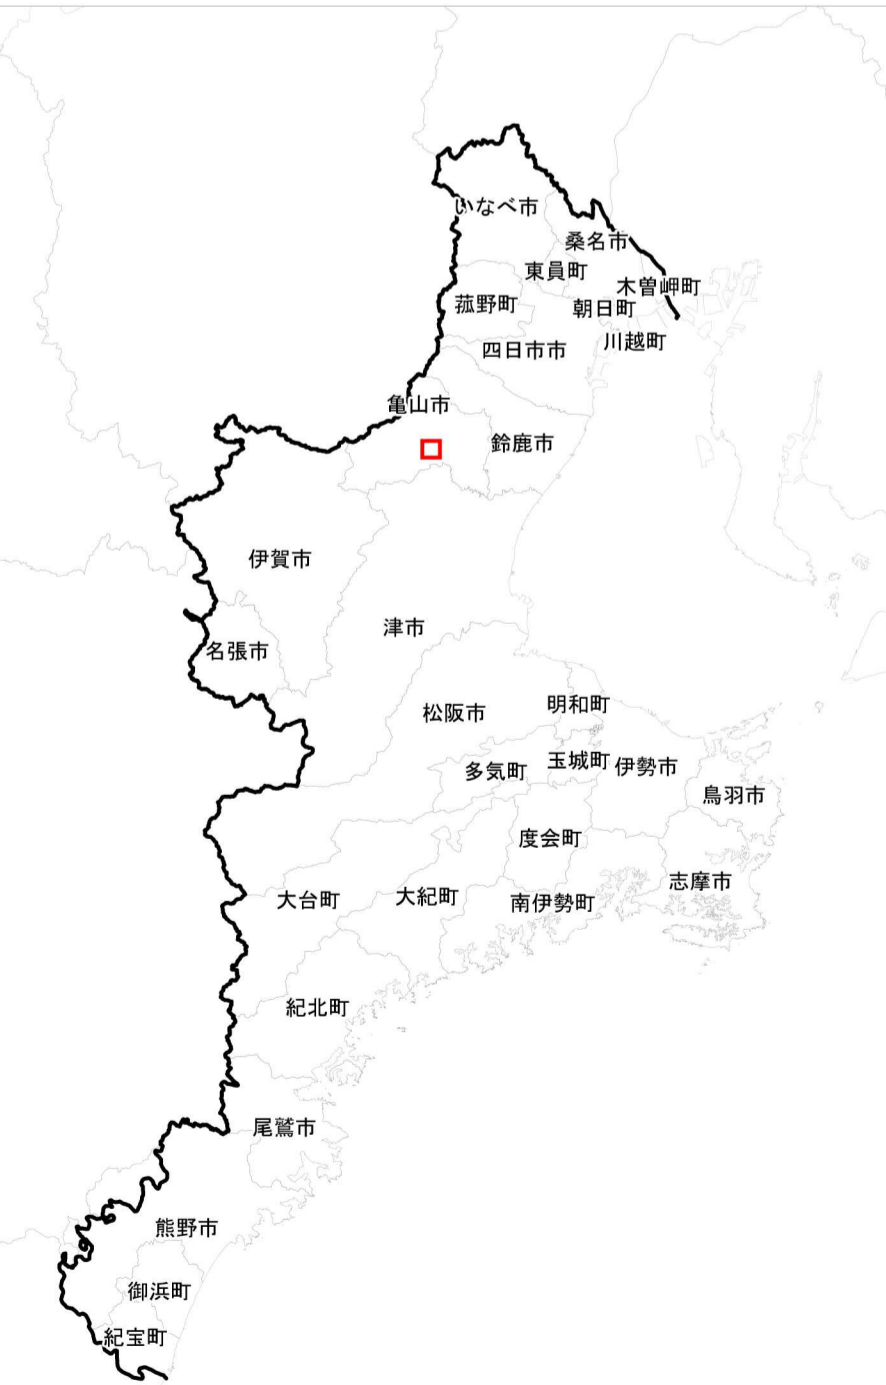 いなべ市
桑名市
東員町
木曽岬町
菰野町
朝日町
川越町
四日市市
亀山市
鈴鹿市
伊賀市
津市
名張市
松阪市
明和町
多気町
玉城町
伊勢市
鳥羽市
度会町
志摩市
大台町
大紀町
南伊勢町
紀北町
尾鷲市
熊野市
御浜町
紀宝町